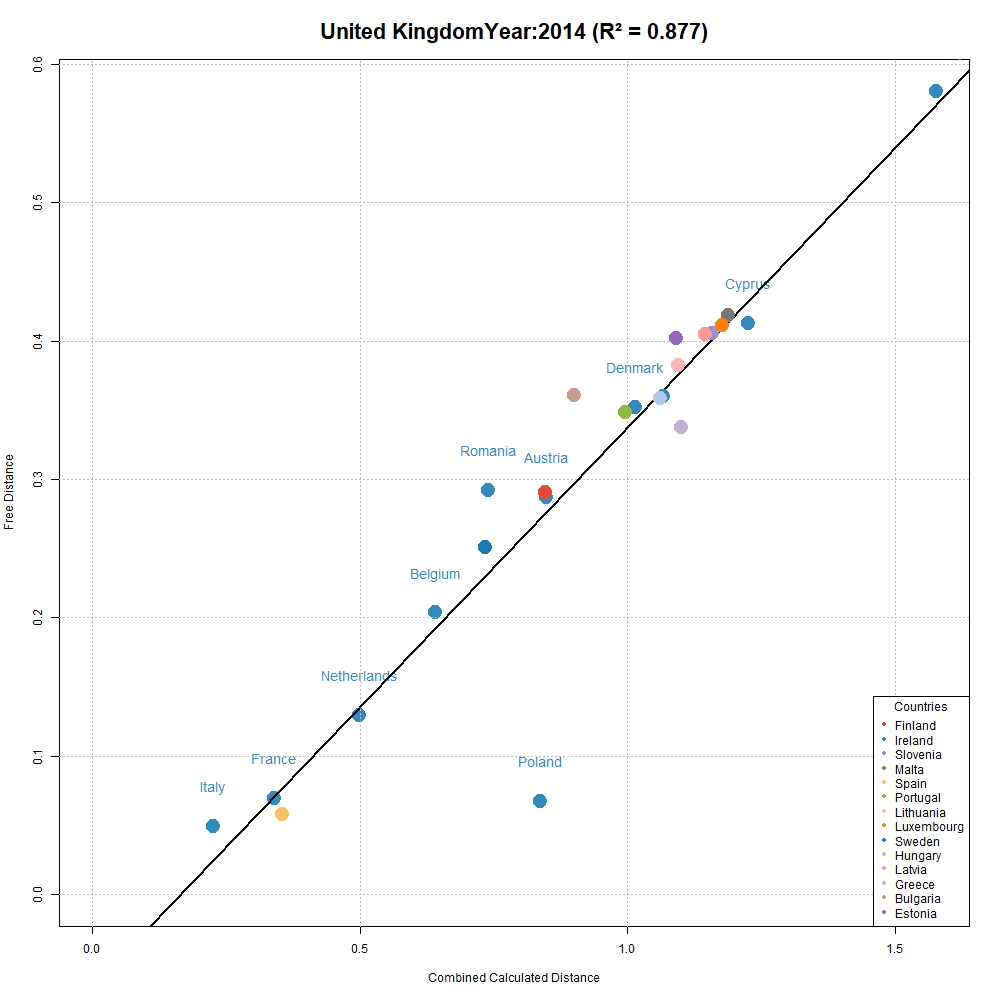 United KingdomYear:2014 (R² = 0.877)
0.6
0.5
0.4
0.3
0.2
0.1
0.0
Free Distance
Cyprus
Denmark
Romania
Austria
Belgium
Netherlands
France
Poland
Italy
Countries
Finland
Ireland
Slovenia
Malta
Spain
Portugal
Lithuania
Luxembourg
Sweden
Hungary
Latvia
Greece
Bulgaria
Estonia
0.0
0.5
1.0
1.5
Combined Calculated Distance